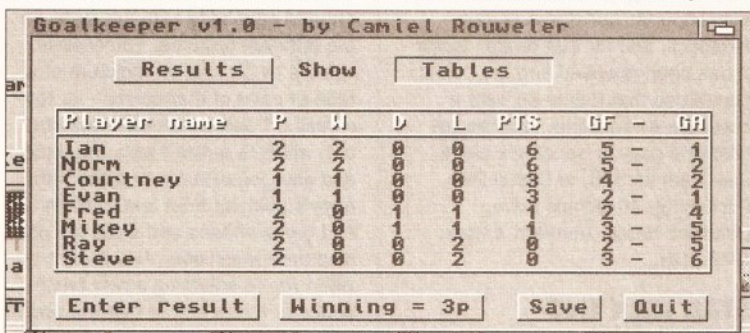 Goalkeeper v1.0 - by Camiel Rouweler
Results Show Tables
Player name P W D L PTS GF - GA
Ian 2 2 0 0 6 5 - 1
Norm 2 2 0 0 6 5 - 2
Courtney 1 1 0 0 3 4 - 2
Evan 1 1 0 0 3 2 - 1
Fred 2 0 1 1 1 2 - 4
Mikey 2 0 1 1 1 3 - 5
Ray 2 0 0 2 0 2 - 5
Steve 2 0 0 2 0 3 - 6
Enter result Winning = 3p Save Quit